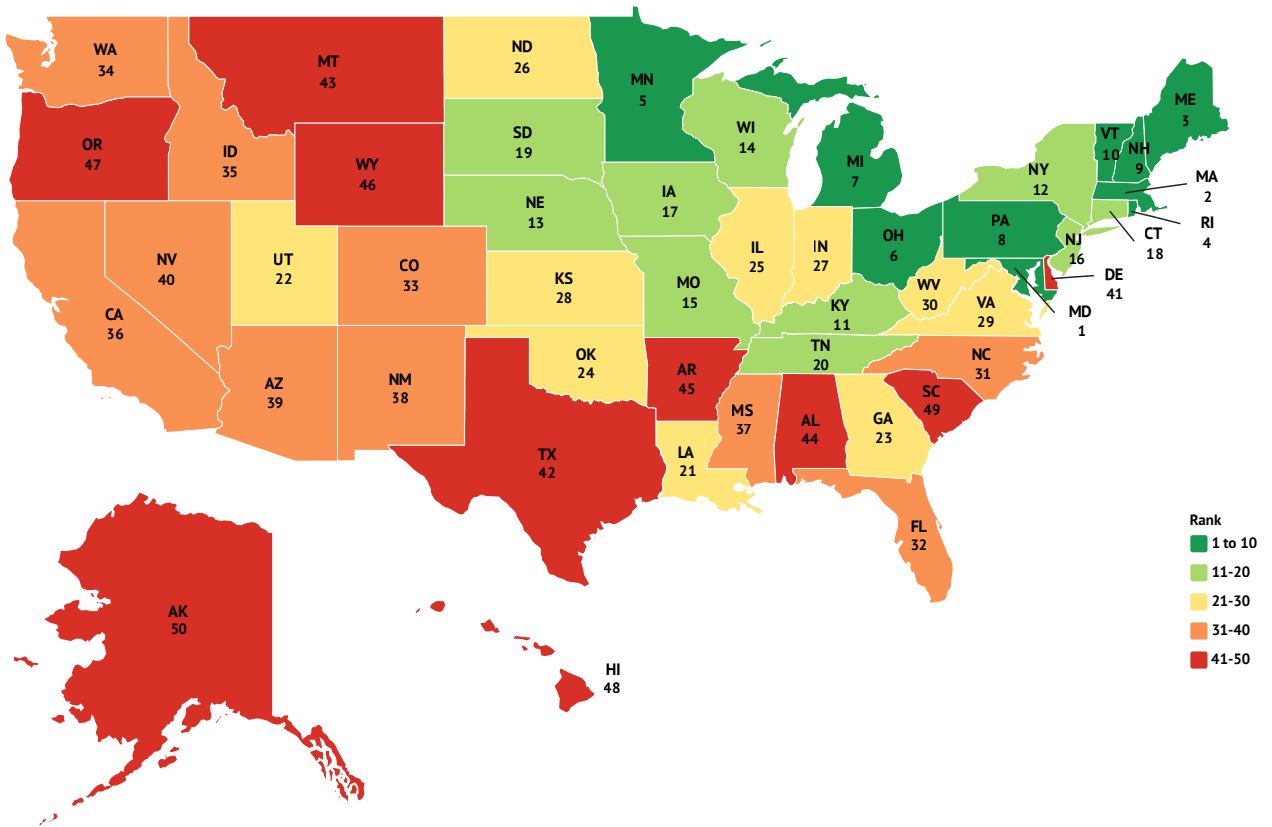 WA
34
MT
43
ND
26
MN
5
OR
47
ID
35
WY
46
SD
19
WI
14
MI
7
NY
12
VT
10
NH
9
ME
3
MA
2
RI
4
CT
18
NE
13
IA
17
PA
8
NJ
16
OH
6
IL
25
IN
27
NV
40
UT
22
CO
33
KS
28
MO
15
KY
11
WV
30
VA
29
DE
41
MD
1
CA
36
AZ
39
NM
38
OK
24
AR
45
TN
20
NC
31
SC
49
MS
37
AL
44
GA
23
TX
42
LA
21
FL
32
AK
50
HI
48
Rank
1 to 10
11-20
21-30
31-40
41-50